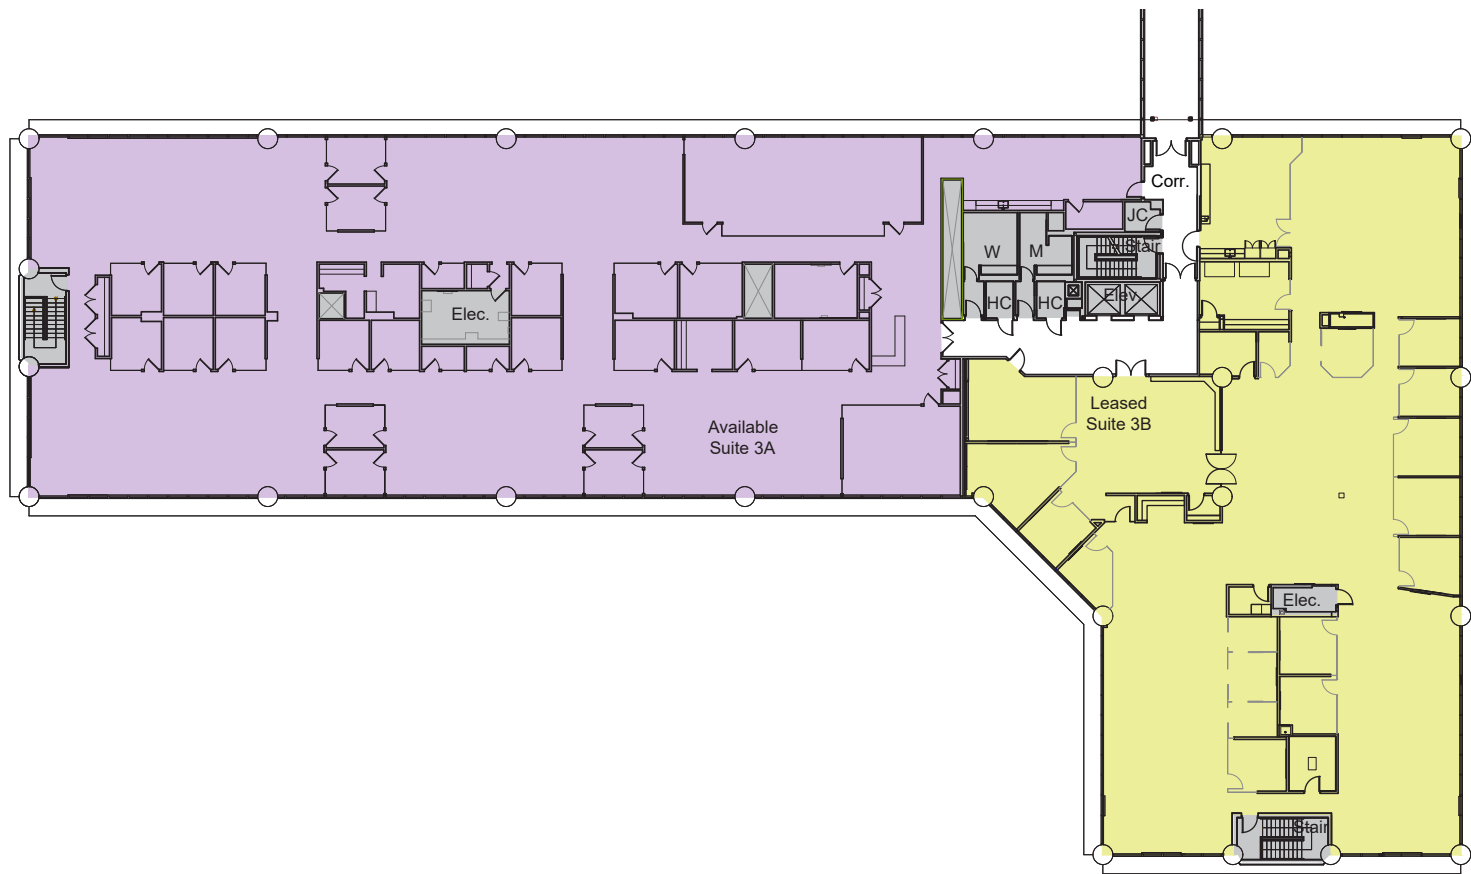 Corr.
JC
Stair
W
M
HC
HC
Elev.
Elec.
Available
Suite 3A
Leased
Suite 3B
Elec.
Stair